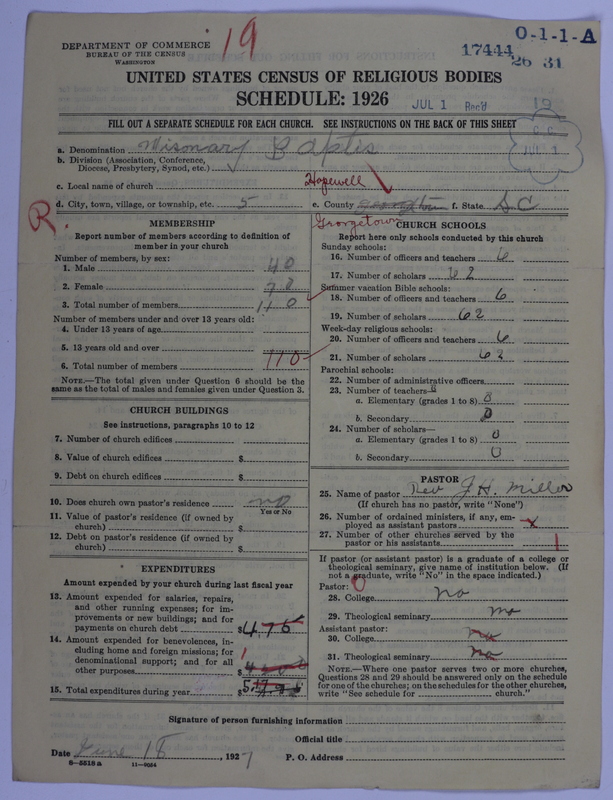 19
O-1-1-A
17444
26 31
DEPARTMENT OF COMMERCE
BUREAU OF THE CENSUS
WASHINGTON
UNITED STATES CENSUS OF RELIGIOUS BODIES
SCHEDULE: 1926
JUL 1 Rec'd
FILL OUT A SEPARATE SCHEDULE FOR EACH CHURCH. SEE INSTRUCTIONS ON THE BACK OF THIS SHEET
JUL 1
a. Denomination Misonary Baptis
b. Division (Association, Conference,
Diocese, Presbytery, Synod, etc.)
c. Local name of church Hopewell
d. City, town, village, or township, etc. 5 e. County Georgetown f. State S C
R.
Georgetown
MEMBERSHIP
Report number of members according to definition of
member in your church
Number of members, by sex:
1. Male 40
2. Female 70
3. Total number of members 110
Number of members under and over 13 years old:
4. Under 13 years of age
5. 13 years old and over
6. Total number of members 110
NOTE.—The total given under Question 6 should be the
same as the total of males and females given under Question 3.
CHURCH BUILDINGS
See instructions, paragraphs 10 to 12
7. Number of church edifices
8. Value of church edifices $
9. Debt on church edifices $
10. Does church own pastor's residence no
Yes or No
11. Value of pastor's residence (if owned by
church) $
12. Debt on pastor's residence (if owned by
church) $
EXPENDITURES
Amount expended by your church during last fiscal year
13. Amount expended for salaries, repairs,
and other running expenses; for im-
provements or new buildings; and for
payments on church debt $475
14. Amount expended for benevolences, in-
cluding home and foreign missions; for
denominational support; and for all
other purposes $
15. Total expenditures during year $
CHURCH SCHOOLS
Report here only schools conducted by this church
Sunday schools:
16. Number of officers and teachers 6
17. Number of scholars 62
Summer vacation Bible schools:
18. Number of officers and teachers 6
19. Number of scholars 62
Week-day religious schools:
20. Number of officers and teachers 6
21. Number of scholars 62
Parochial schools:
22. Number of administrative officers
23. Number of teachers— 0
a. Elementary (grades 1 to 8) 0
b. Secondary 0
24. Number of scholars—
a. Elementary (grades 1 to 8) 0
b. Secondary 0
PASTOR
25. Name of pastor Rev J. H. Miller
(If church has no pastor, write "None")
26. Number of ordained ministers, if any, em-
ployed as assistant pastors x
27. Number of other churches served by the
pastor or his assistants 1
If pastor (or assistant pastor) is a graduate of a college or
theological seminary, give name of institution below. (If
not a graduate, write "No" in the space indicated.)
Pastor: 0
28. College no
29. Theological seminary no
Assistant pastor:
30. College no
31. Theological seminary no
NOTE.—Where one pastor serves two or more churches,
Questions 28 and 29 should be answered only on the schedule
for one of the churches; on the schedules for the other churches,
write "See schedule for church."
Signature of person furnishing information
Official title
Date June 18, 1927 P. O. Address
8—5518 a 11—6664